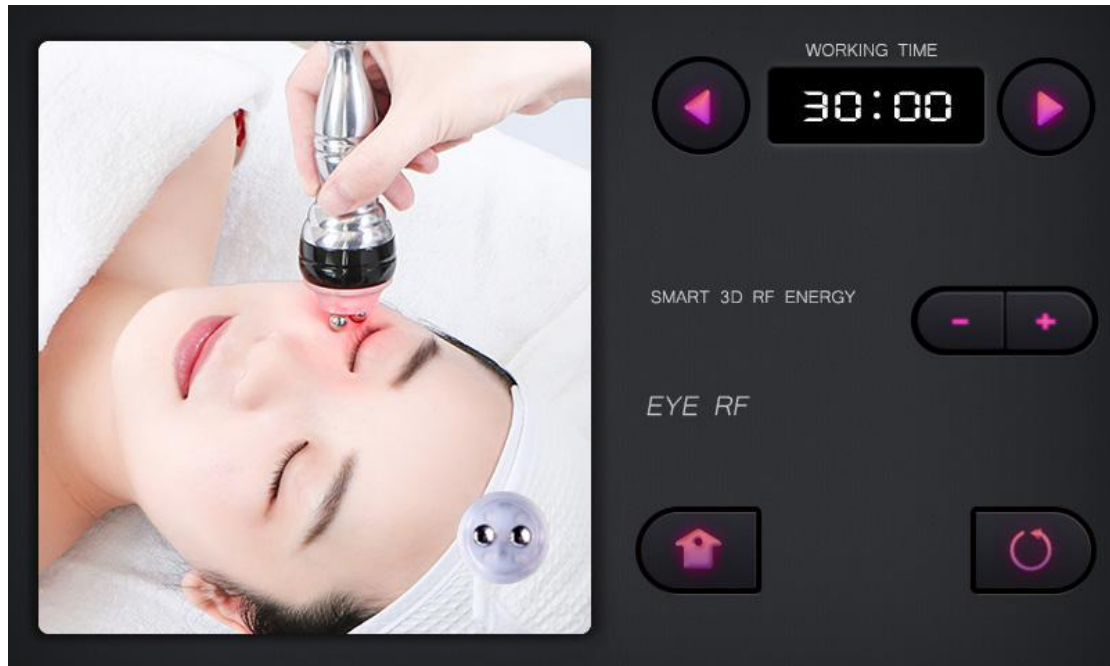 WORKING TIME
30:00
SMART 3D RF ENERGY
- +
EYE RF